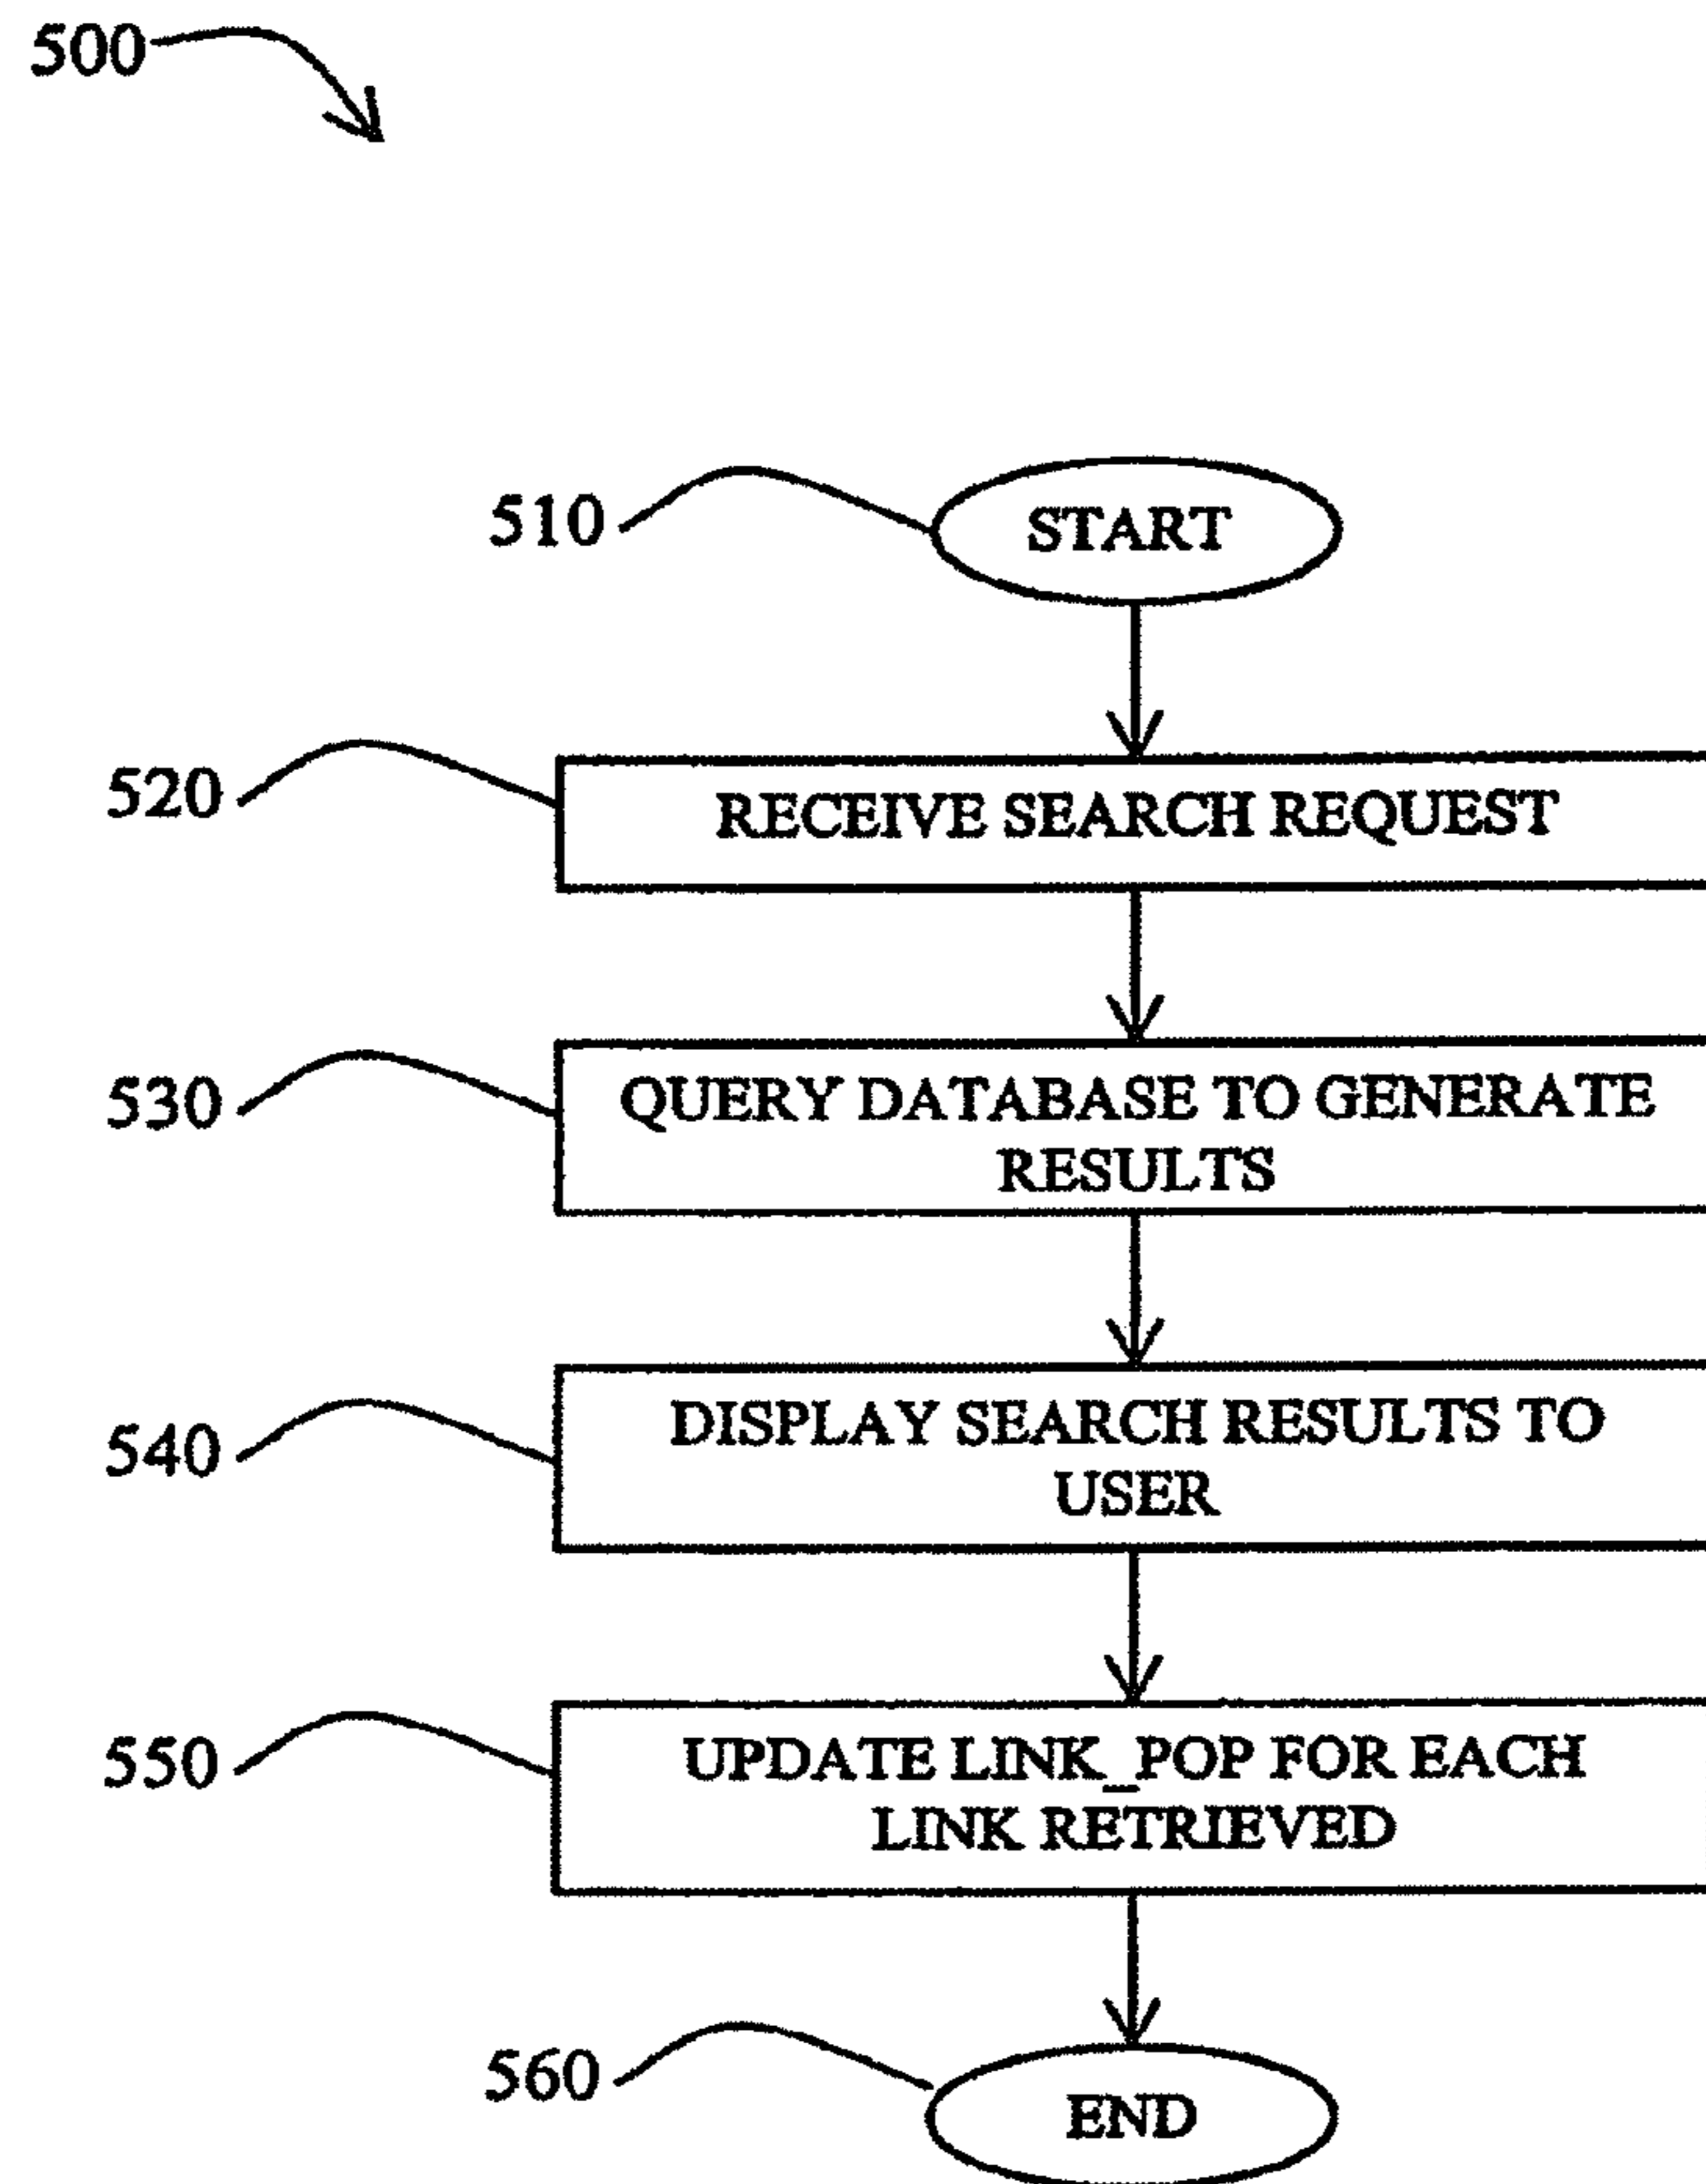 500
510
START
520
RECEIVE SEARCH REQUEST
530
QUERY DATABASE TO GENERATE
RESULTS
540
DISPLAY SEARCH RESULTS TO
USER
550
UPDATE LINK_POP FOR EACH
LINK RETRIEVED
560
END